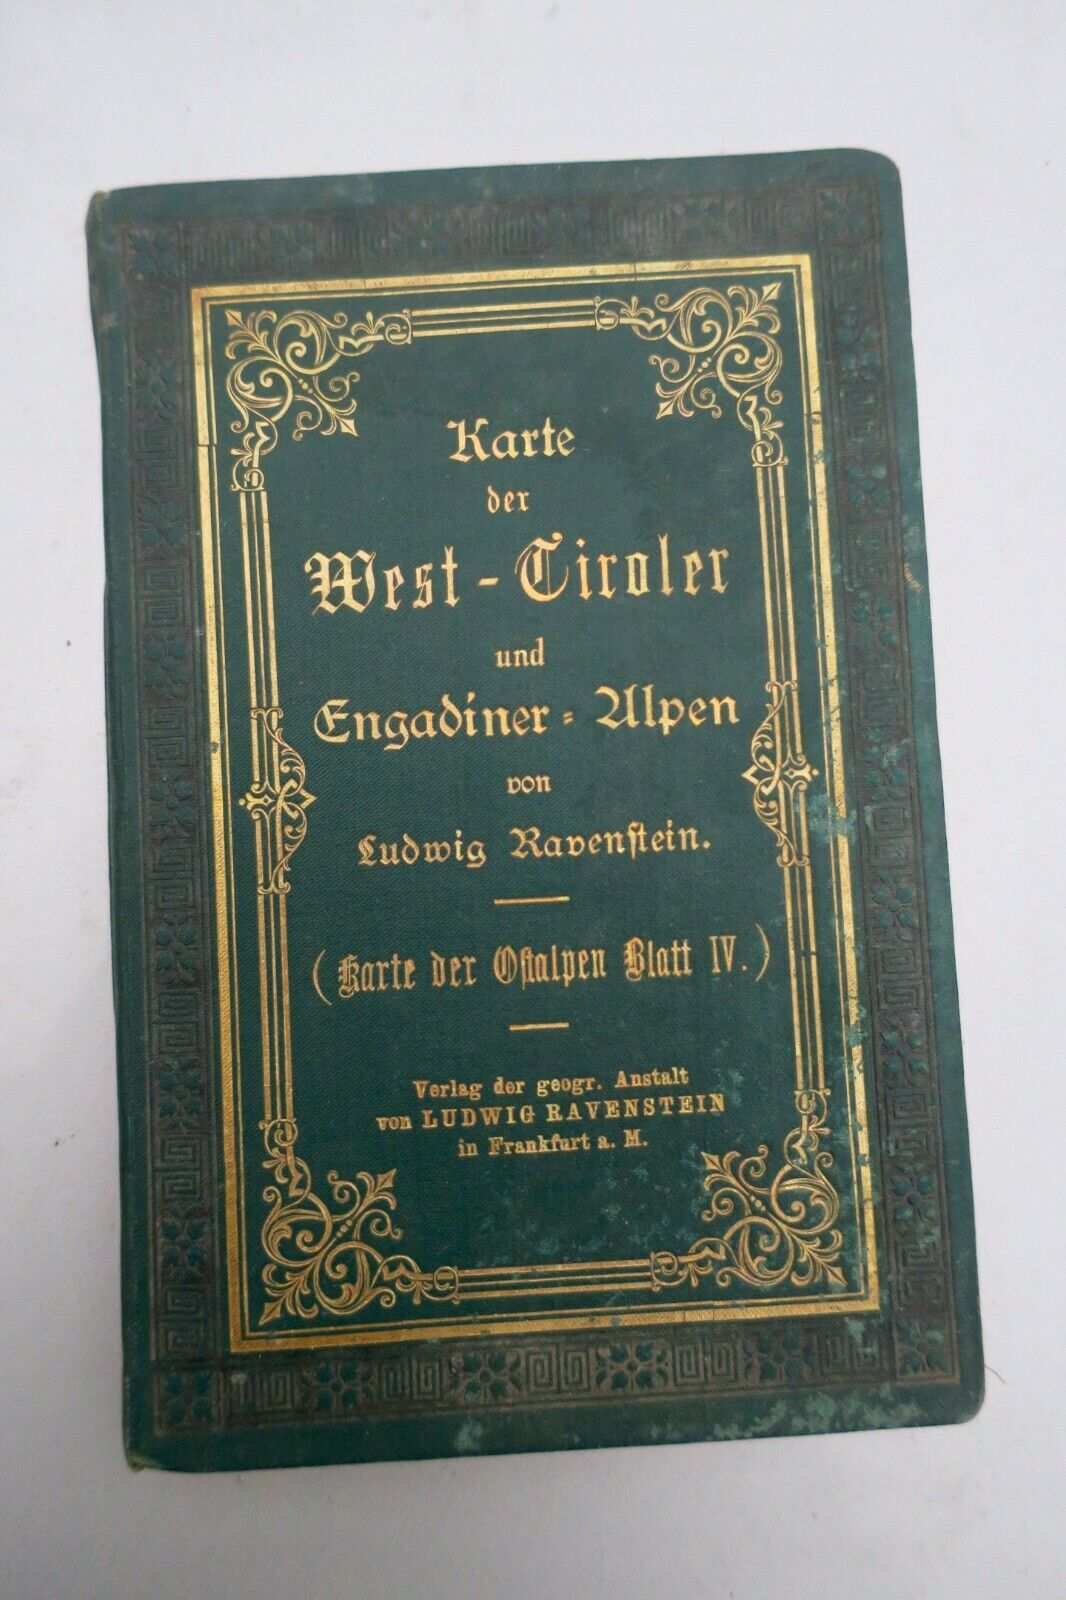 Karte
der
West-Tiroler
und
Engadiner-Alpen
von
Ludwig Ravenstein.
(Karte der Ostalpen Blatt IV.)
Verlag der geogr. Anstalt
von LUDWIG RAVENSTEIN
in Frankfurt a. M.